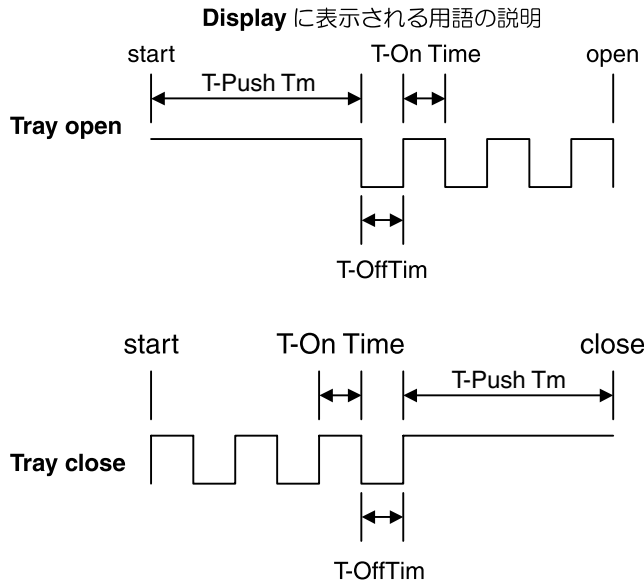 Display に表示される用語の説明
start T-On Time open
T-Push Tm
Tray open
T-OffTim
start T-On Time close
T-Push Tm
Tray close
T-OffTim